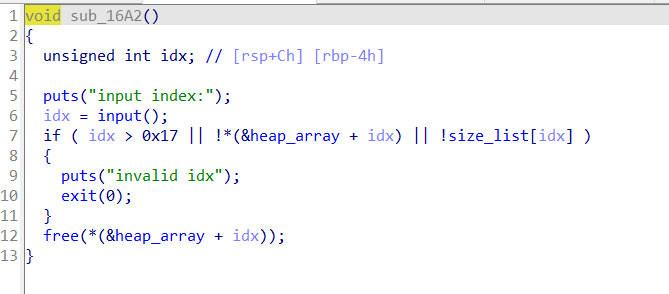 1 void sub_16A2()
2 {
3 unsigned int idx; // [rsp+Ch] [rbp-4h]
4
5 puts("input index:");
6 idx = input();
7 if ( idx > 0x17 || !*(&heap_array + idx) || !size_list[idx] )
8 {
9 puts("invalid idx");
10 exit(0);
11 }
12 free(*(&heap_array + idx));
13 }